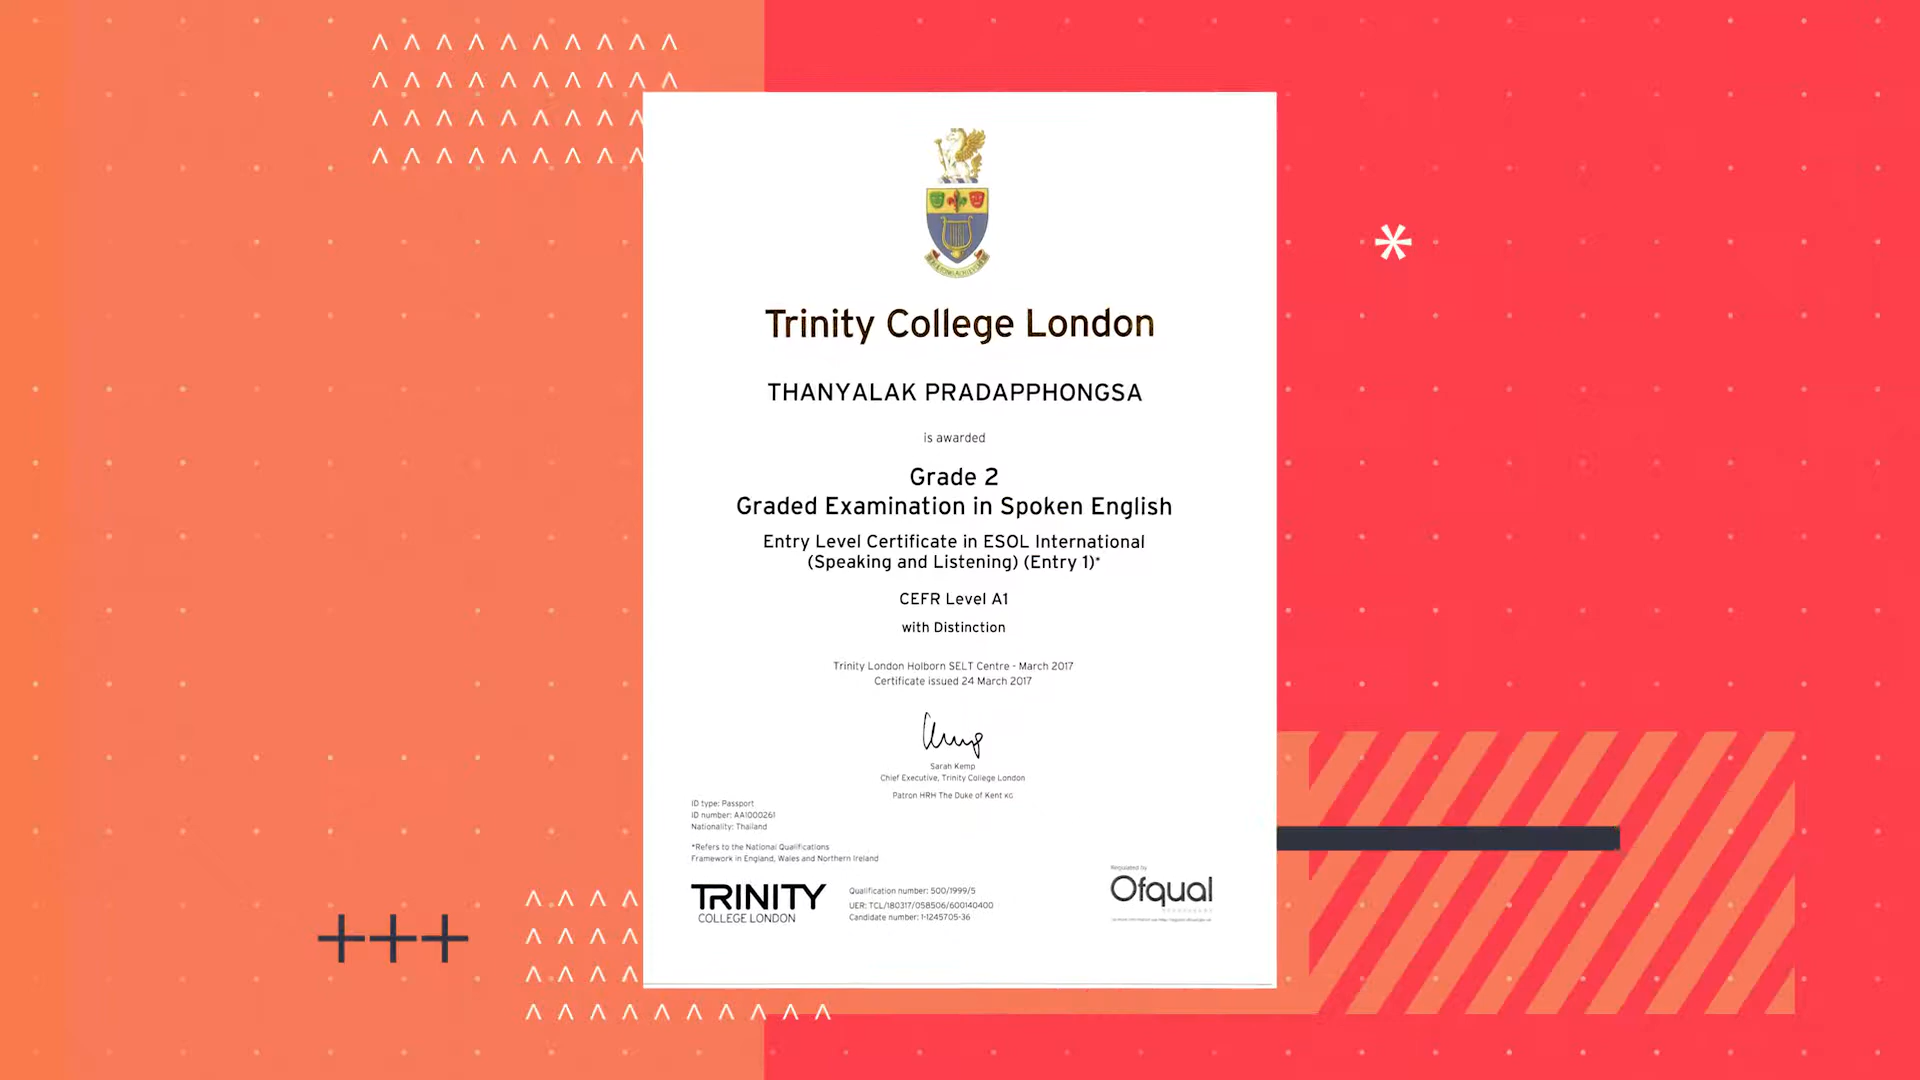 Trinity College London
THANYALAK PRADAPPHONGSA
is awarded
Grade 2
Graded Examination in Spoken English
Entry Level Certificate in ESOL International
(Speaking and Listening) (Entry 1)*
CEFR Level A1
with Distinction
Trinity London Holborn SELT Centre - March 2017
Certificate issued 24 March 2017
Sarah Kemp
Chief Executive, Trinity College London
Patron HRH The Duke of Kent KG
ID type: Passport
ID number: AA1000261
Nationality: Thailand
*Refers to the National Qualifications
Framework in England, Wales and Northern Ireland
TRINITY
COLLEGE LONDON
Qualification number: 500/1999/5
UER: TCL/180317/058506/600140400
Candidate number: 1-1245705-36
Regulated by
Ofqual